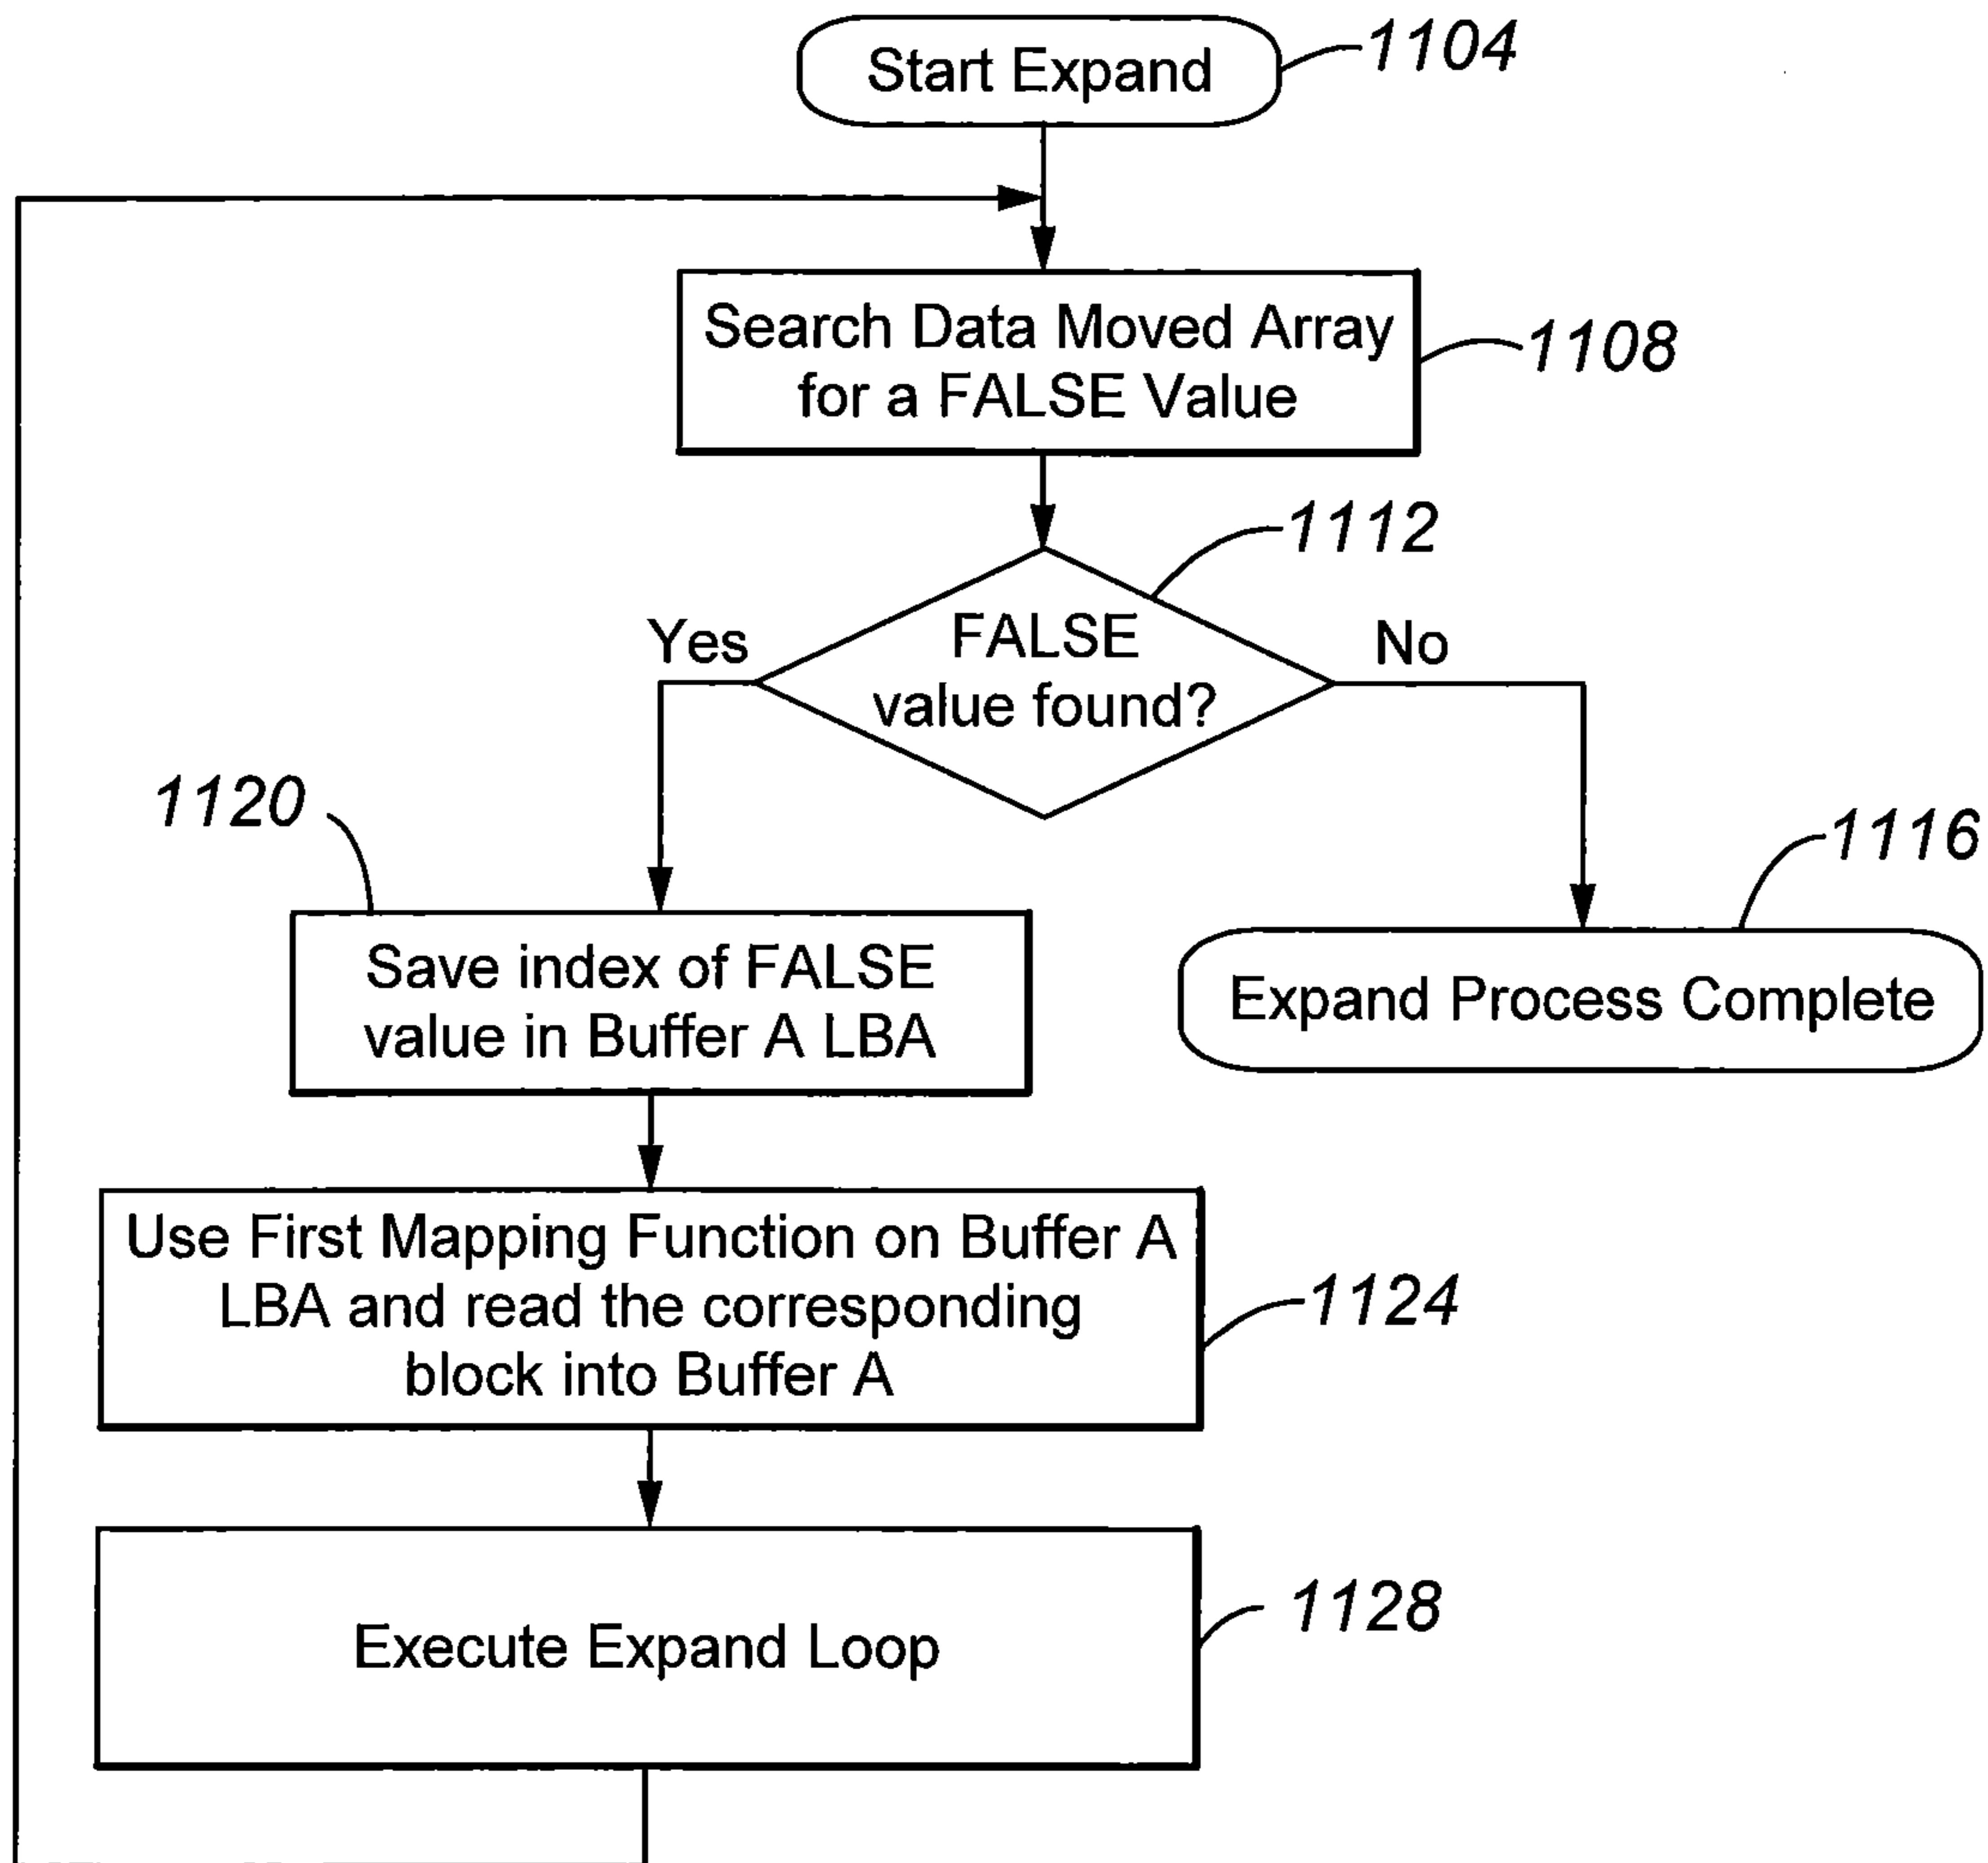 Start Expand
1104
Search Data Moved Array
for a FALSE Value
1108
1112
FALSE
value found?
Yes
No
1120
1116
Save index of FALSE
value in Buffer A LBA
Expand Process Complete
Use First Mapping Function on Buffer A
LBA and read the corresponding
block into Buffer A
1124
Execute Expand Loop
1128